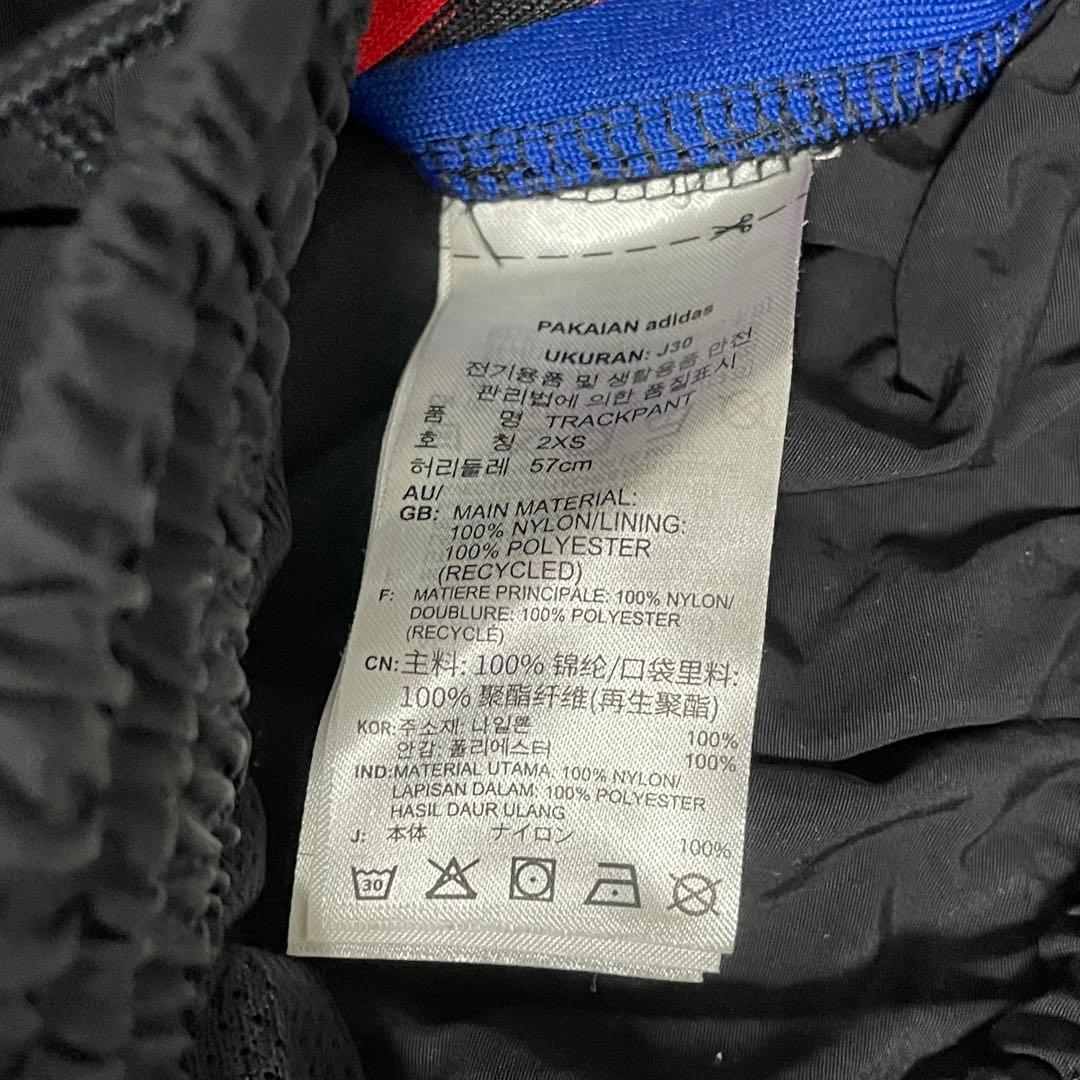 PAKAIAN adidas
UKURAN: J30
전기용품 및 생활용품 안전
관리법에 의한 품질표시
품 명 TRACKPANT
호 칭 2XS
허리둘레 57cm
AU/
GB: MAIN MATERIAL:
100% NYLON/LINING:
100% POLYESTER
(RECYCLED)
F: MATIERE PRINCIPALE: 100% NYLON/
DOUBLURE: 100% POLYESTER
(RECYCLÉ)
CN: 主料: 100% 锦纶/口袋里料:
100% 聚酯纤维(再生聚酯)
KOR: 주소재: 나일론 100%
안감: 폴리에스터 100%
IND: MATERIAL UTAMA: 100% NYLON/
LAPISAN DALAM: 100% POLYESTER
HASIL DAUR ULANG
J: 本体 ナイロン 100%
30